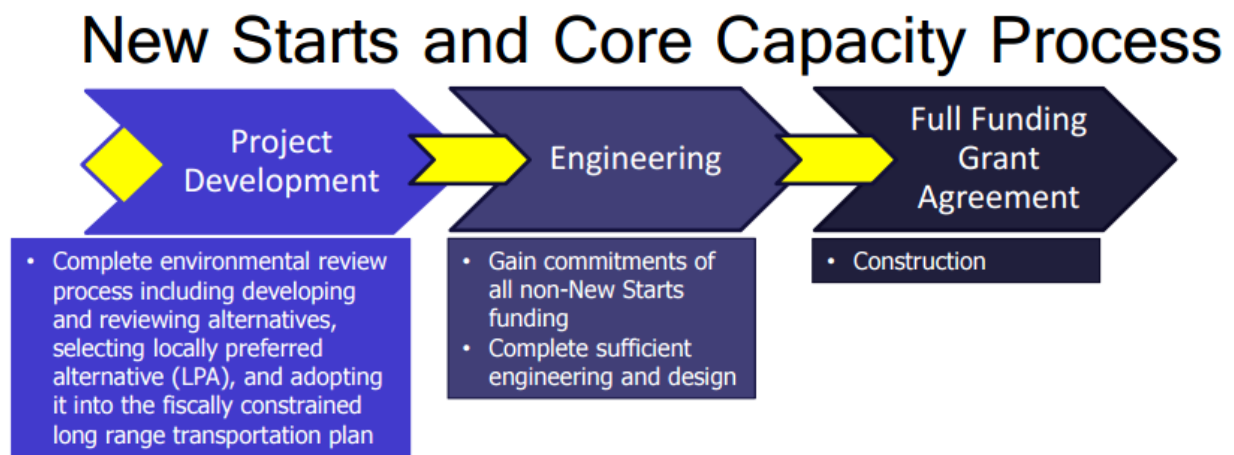 New Starts and Core Capacity Process
Project
Development
Engineering
Full Funding
Grant
Agreement
• Complete environmental review
process including developing
and reviewing alternatives,
selecting locally preferred
alternative (LPA), and adopting
it into the fiscally constrained
long range transportation plan
• Gain commitments of
all non-New Starts
funding
• Complete sufficient
engineering and design
• Construction